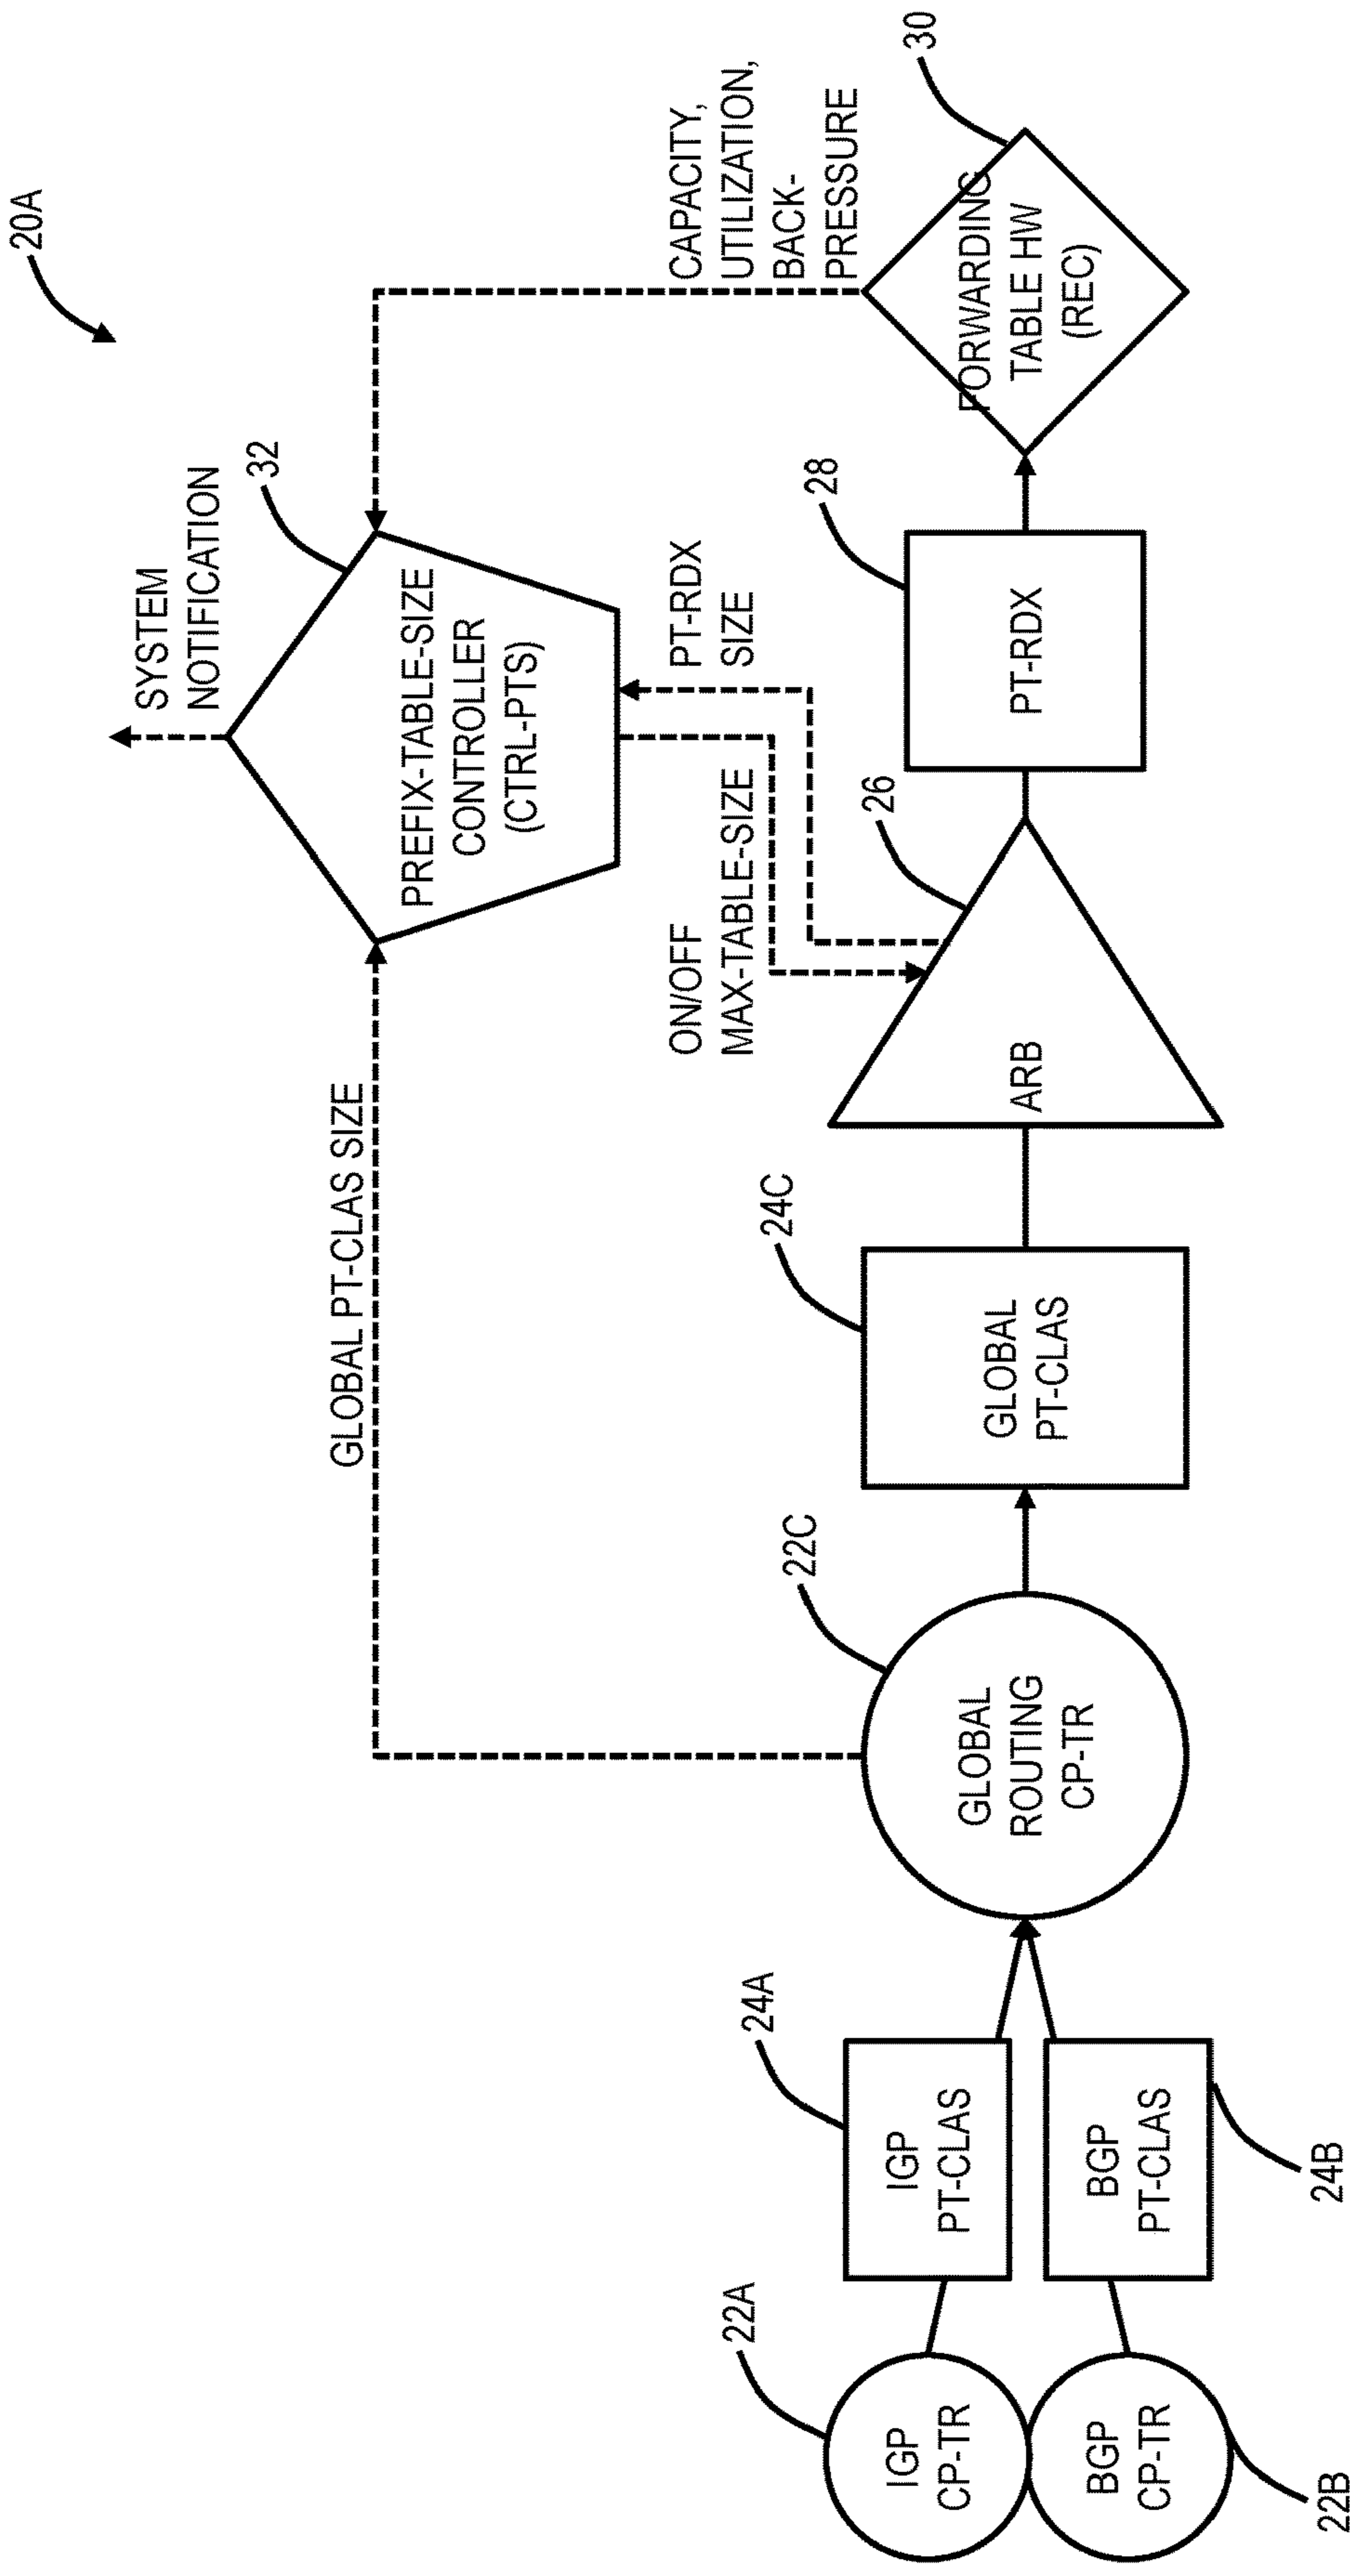 20A
SYSTEM
NOTIFICATION
32
PREFIX-TABLE-SIZE
CONTROLLER
(CTRL-PTS)
GLOBAL PT-CLAS SIZE
CAPACITY,
UTILIZATION,
BACK-
PRESSURE
ON/OFF
MAX-TABLE-SIZE
PT-RDX
SIZE
22A
IGP
CP-TR
24A
IGP
PT-CLAS
22B
BGP
CP-TR
24B
BGP
PT-CLAS
22C
GLOBAL
ROUTING
CP-TR
24C
GLOBAL
PT-CLAS
26
ARB
28
PT-RDX
30
FORWARDING
TABLE HW
(REC)